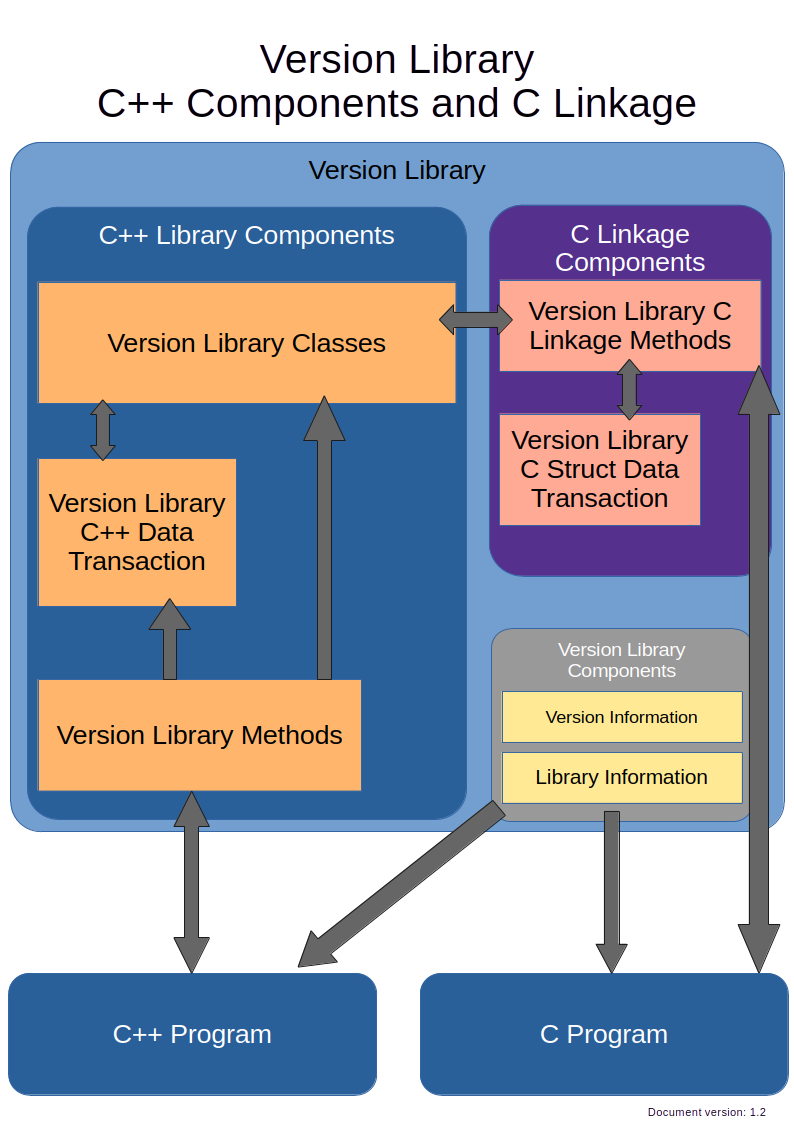 Version Library
C++ Components and C Linkage
Version Library
C++ Library Components
Version Library Classes
Version Library
C++ Data
Transaction
Version Library Methods
C Linkage
Components
Version Library C
Linkage Methods
Version Library
C Struct Data
Transaction
Version Library
Components
Version Information
Library Information
C++ Program
C Program
Document version: 1.2